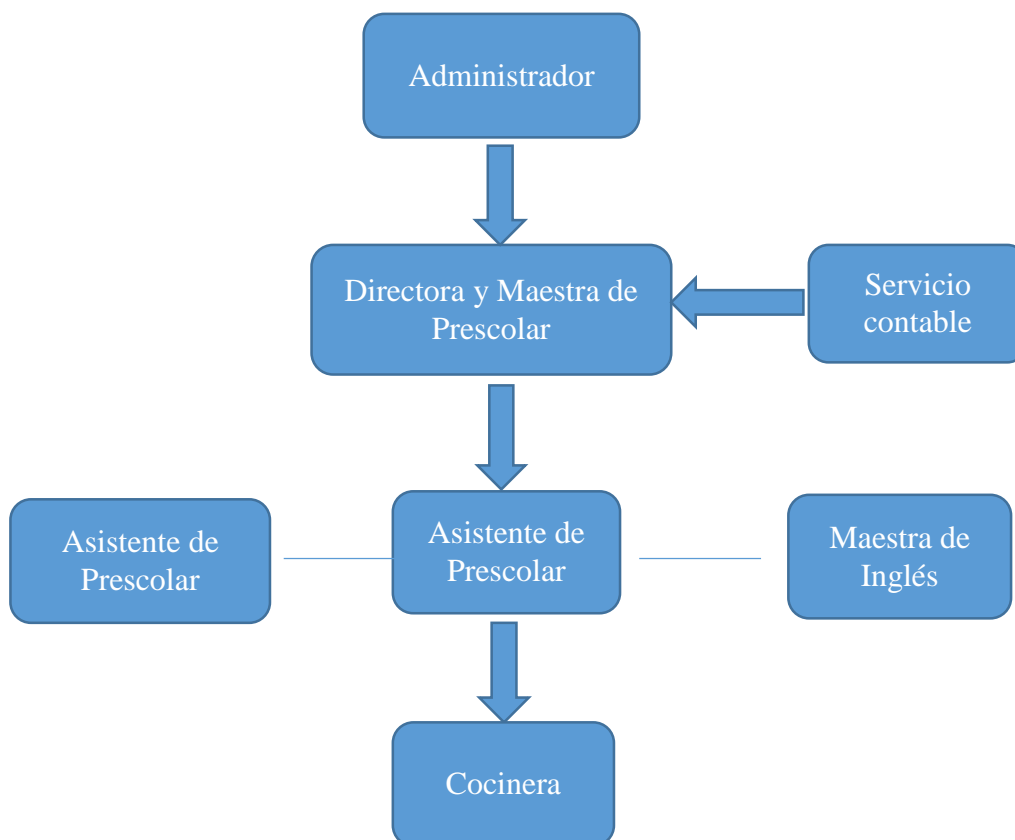 Administrador
Directora y Maestra de
Prescolar
Servicio
contable
Asistente de
Prescolar
Asistente de
Prescolar
Maestra de
Inglés
Cocinera